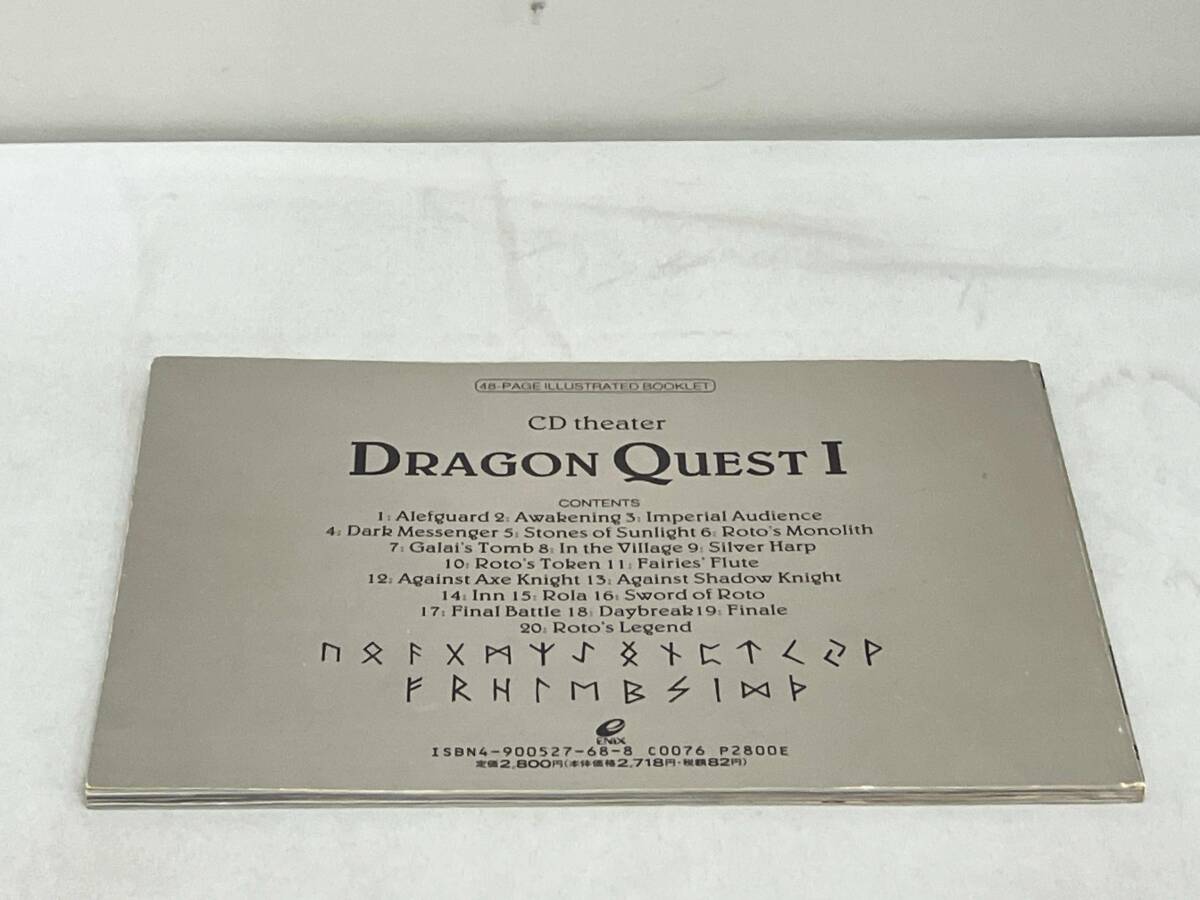 48-PAGE ILLUSTRATED BOOKLET
CD theater
DRAGON QUEST I
CONTENTS
1: Alefguard 2: Awakening 3: Imperial Audience
4: Dark Messenger 5: Stones of Sunlight 6: Roto's Monolith
7: Galai's Tomb 8: In the Village 9: Silver Harp
10: Roto's Token 11: Fairies' Flute
12: Against Axe Knight 13: Against Shadow Knight
14: Inn 15: Rola 16: Sword of Roto
17: Final Battle 18: Daybreak 19: Finale
20: Roto's Legend
ᚢ ᛟ ᚨ ᚷ ᛗ ᛉ ᛇ ᛝ ᚾ ᛈ ᛏ ᚲ ᛃ ᚹ
ᚠ ᚱ ᚺ ᛚ ᛖ ᛒ ᛊ ᛁ ᛞ ᚦ
ENIX
ISBN4-900527-68-8 C0076 P2800E
定価2,800円(本体価格2,718円・税額82円)